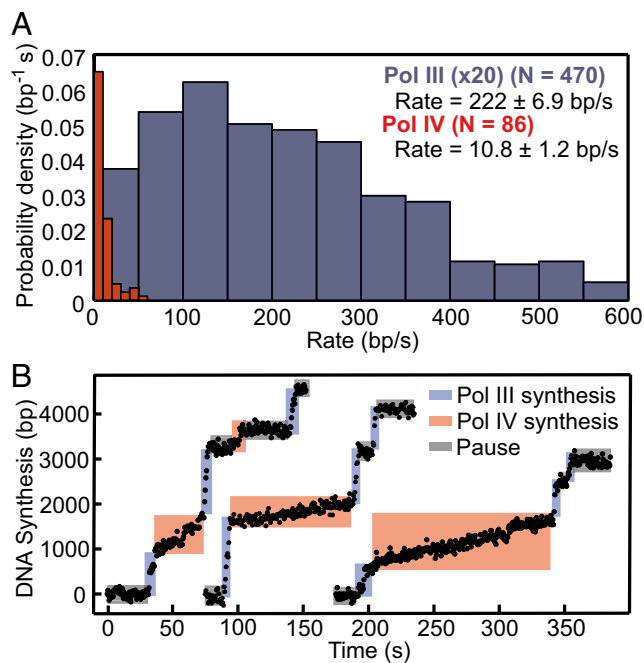 A
Probability density (bp⁻¹ s)
0.07
0.06
0.05
0.04
0.03
0.02
0.01
0
Pol III (x20) (N = 470)
Rate = 222 ± 6.9 bp/s
Pol IV (N = 86)
Rate = 10.8 ± 1.2 bp/s
0 100 200 300 400 500 600
Rate (bp/s)
B
DNA Synthesis (bp)
4000
3000
2000
1000
0
Pol III synthesis
Pol IV synthesis
Pause
0 50 100 150 200 250 300 350
Time (s)